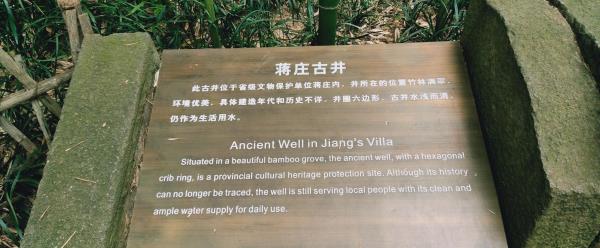 蒋庄古井
此古井位于省级文物保护单位蒋庄内，井所在的位置竹林滴翠，
环境优美，具体建造年代和历史不详，井圈六边形，古井水浅而清，
仍作为生活用水。
Ancient Well in Jiang's Villa
Situated in a beautiful bamboo grove, the ancient well, with a hexagonal
crib ring, is a provincial cultural heritage protection site. Although its history
can no longer be traced, the well is still serving local people with its clean and
ample water supply for daily use.